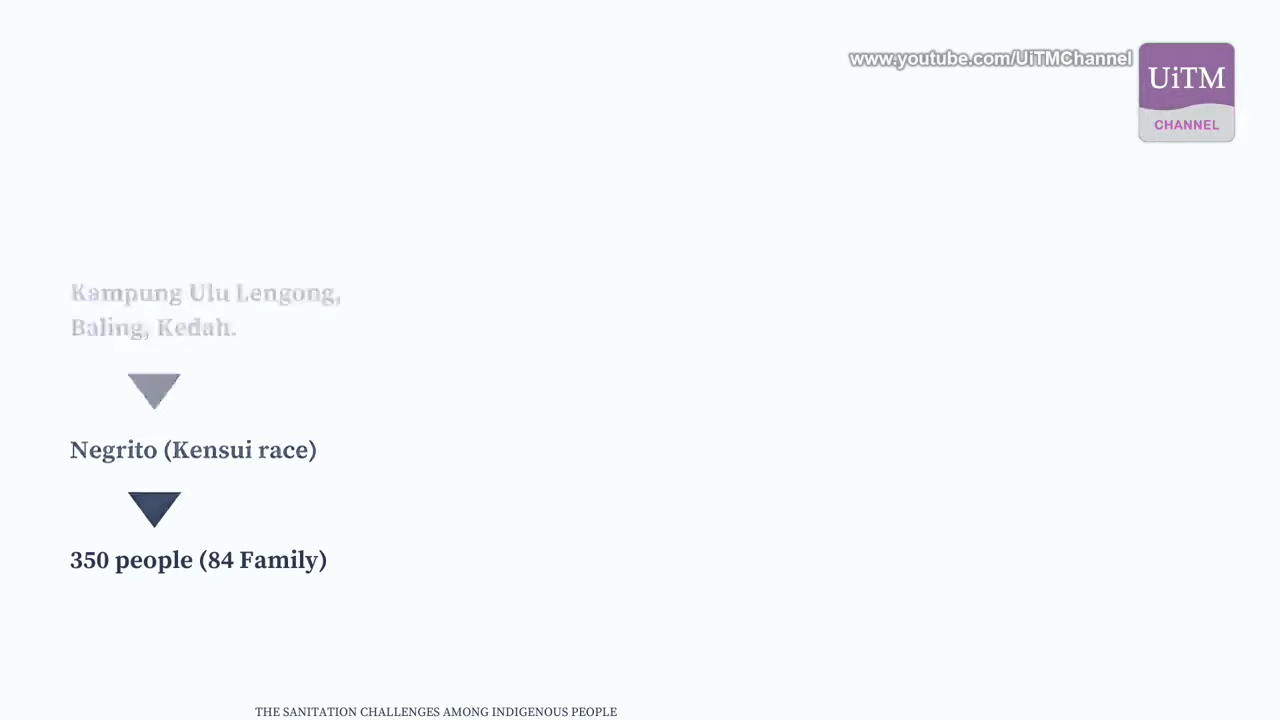 www.youtube.com/UiTMChannel
UiTM
CHANNEL
Kampung Ulu Lengong,
Baling, Kedah.
Negrito (Kensui race)
350 people (84 Family)
THE SANITATION CHALLENGES AMONG INDIGENOUS PEOPLE